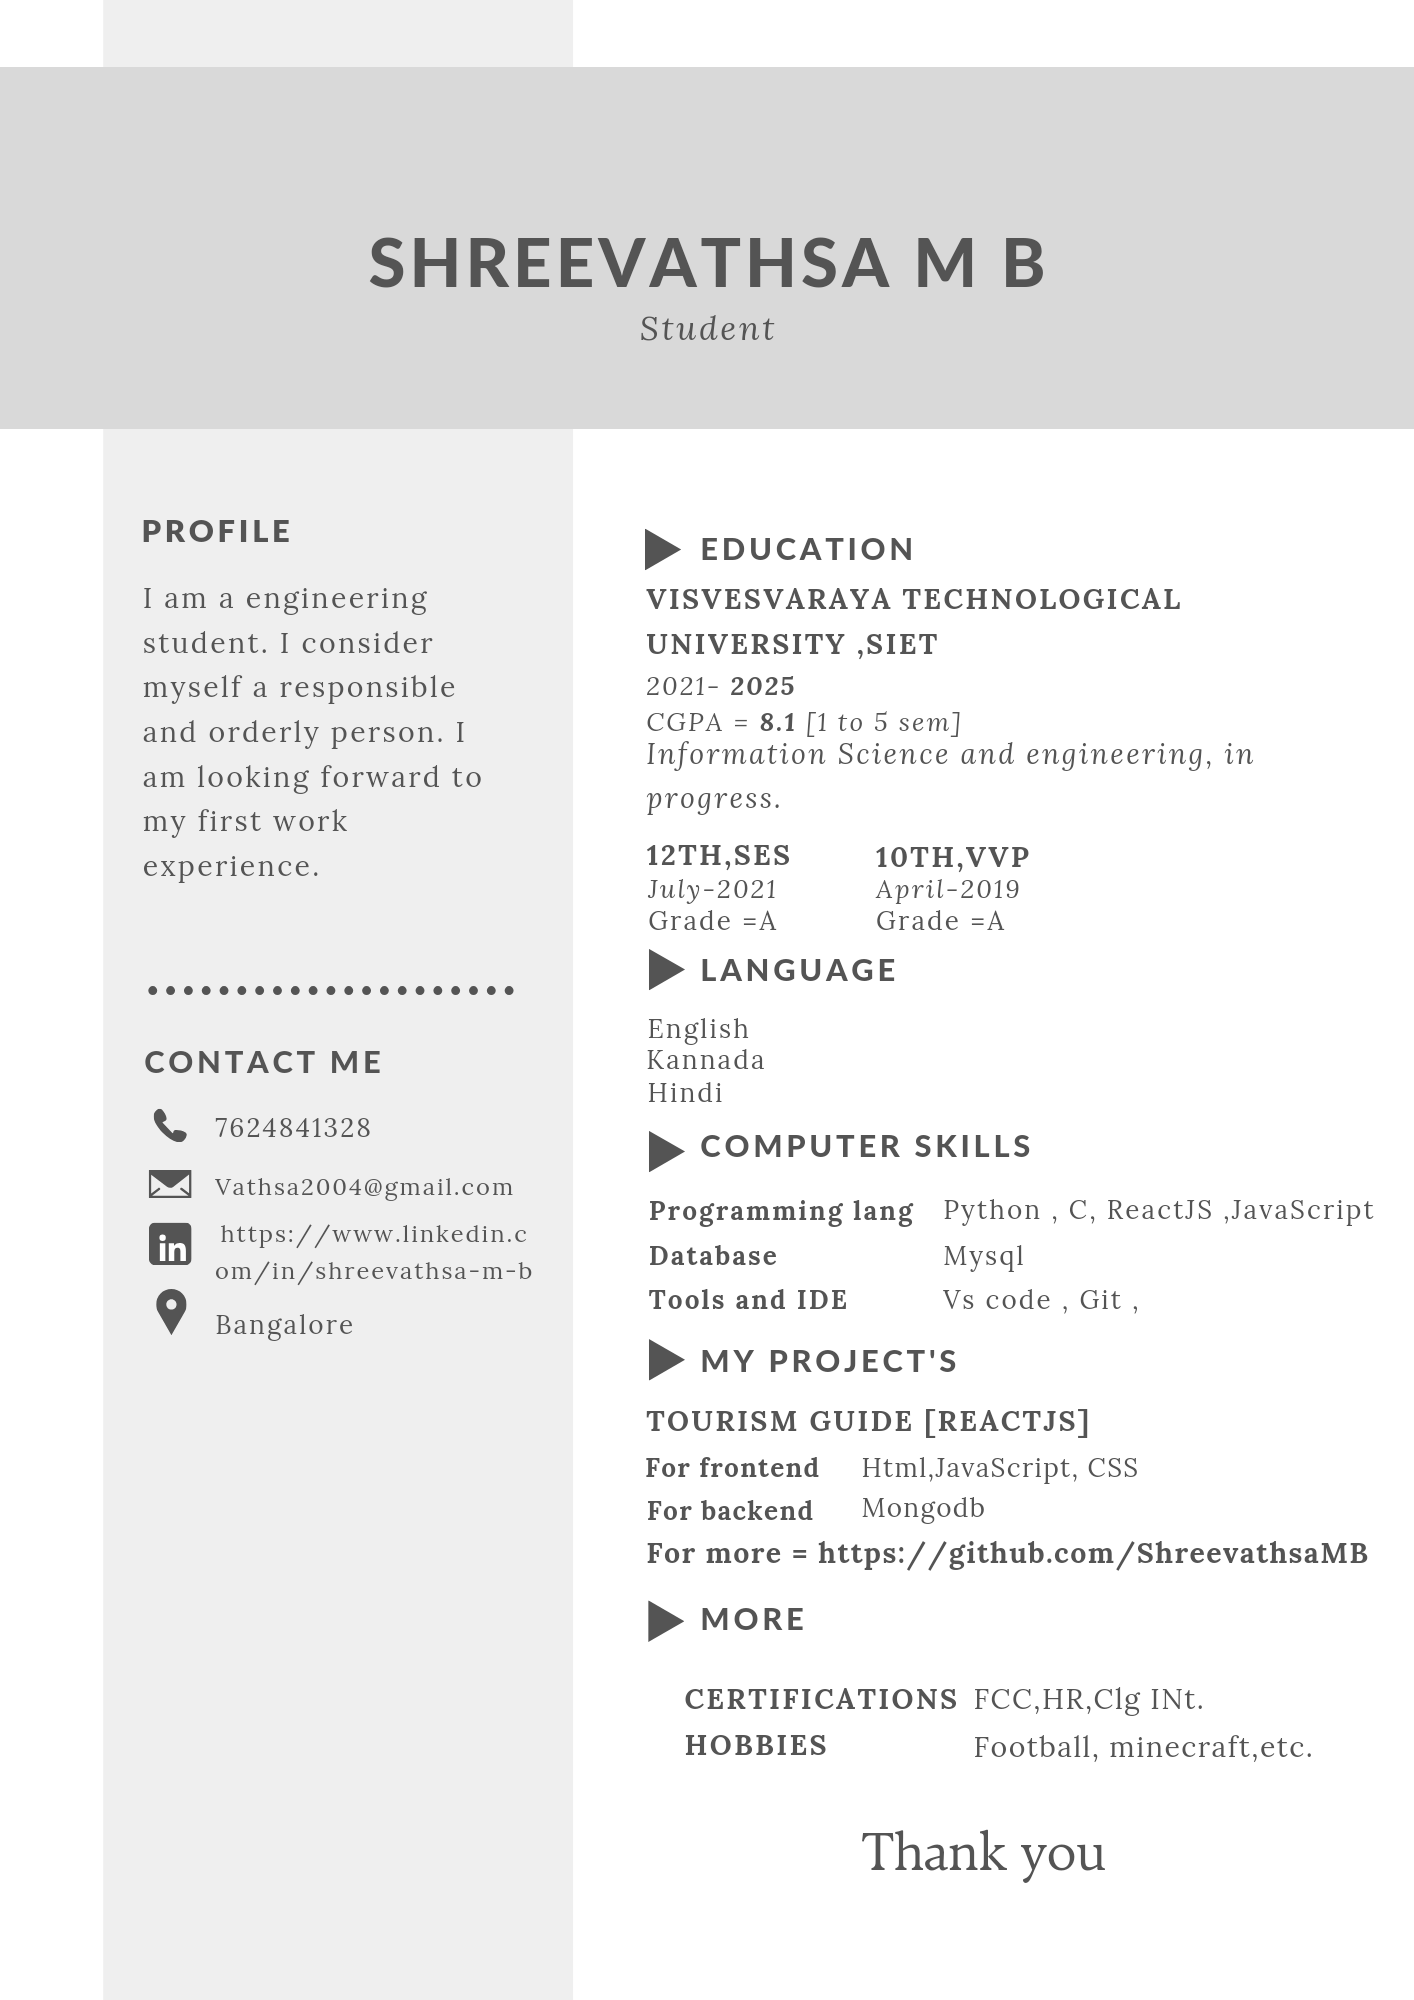 SHREEVATHSA M B
Student
PROFILE
I am a engineering
student. I consider
myself a responsible
and orderly person. I
am looking forward to
my first work
experience.
CONTACT ME
7624841328
Vathsa2004@gmail.com
https://www.linkedin.c
om/in/shreevathsa-m-b
Bangalore
EDUCATION
VISVESVARAYA TECHNOLOGICAL
UNIVERSITY ,SIET
2021- 2025
CGPA = 8.1 [1 to 5 sem]
Information Science and engineering, in
progress.
12TH,SES 10TH,VVP
July-2021 April-2019
Grade =A Grade =A
LANGUAGE
English
Kannada
Hindi
COMPUTER SKILLS
Programming lang Python , C, ReactJS ,JavaScript
Database Mysql
Tools and IDE Vs code , Git ,
MY PROJECT'S
TOURISM GUIDE [REACTJS]
For frontend Html,JavaScript, CSS
For backend Mongodb
For more = https://github.com/ShreevathsaMB
MORE
CERTIFICATIONS FCC,HR,Clg INt.
HOBBIES Football, minecraft,etc.
Thank you